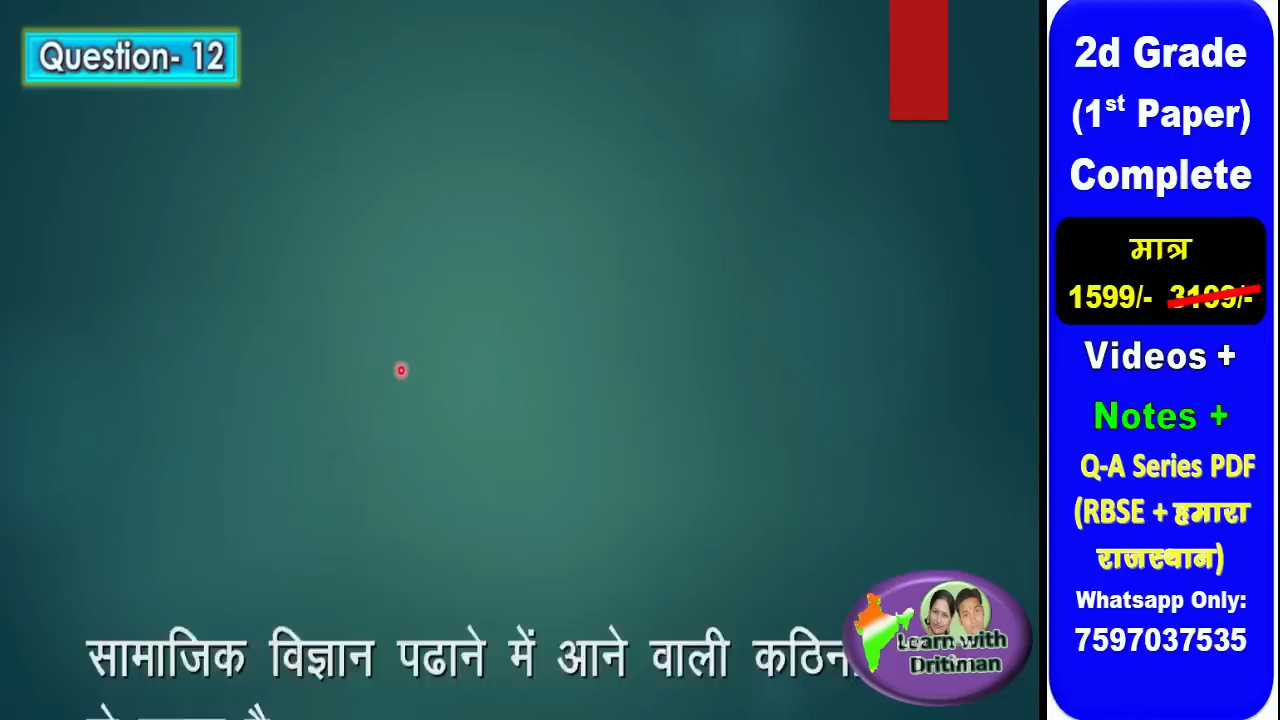 Question- 12
सामाजिक विज्ञान पढाने में आने वाली
Learn with
Dritiman
2d Grade
(1st Paper)
Complete
मात्र
1599/- 3199/-
Videos +
Notes +
Q-A Series PDF
(RBSE + हमारा
राजस्थान)
Whatsapp Only:
7597037535